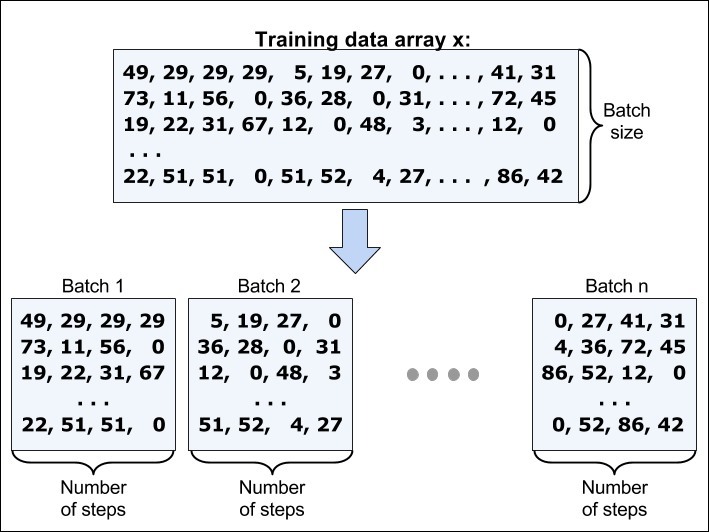 Training data array x:
49, 29, 29, 29, 5, 19, 27, 0, . . . , 41, 31
73, 11, 56, 0, 36, 28, 0, 31, . . . , 72, 45
19, 22, 31, 67, 12, 0, 48, 3, . . . , 12, 0
. . .
22, 51, 51, 0, 51, 52, 4, 27, . . . , 86, 42
Batch
size
Batch 1
49, 29, 29, 29
73, 11, 56, 0
19, 22, 31, 67
. . .
22, 51, 51, 0
Number
of steps
Batch 2
5, 19, 27, 0
36, 28, 0, 31
12, 0, 48, 3
. . .
51, 52, 4, 27
Number
of steps
Batch n
0, 27, 41, 31
4, 36, 72, 45
86, 52, 12, 0
. . .
0, 52, 86, 42
Number
of steps